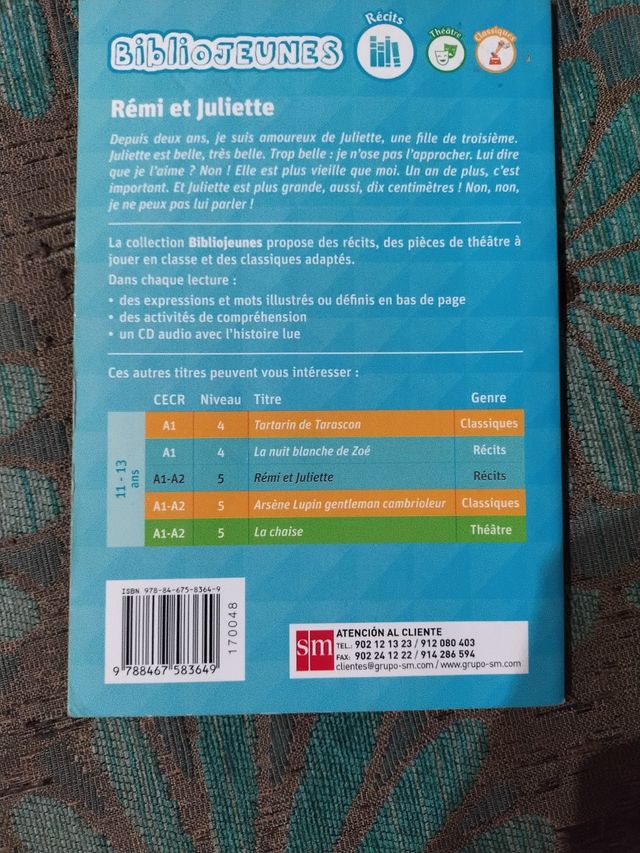 BIBLIOJEUNES
Récits
Théâtre
Classiques
Rémi et Juliette
Depuis deux ans, je suis amoureux de Juliette, une fille de troisième.
Juliette est belle, très belle. Trop belle : je n'ose pas l'approcher. Lui dire
que je l'aime ? Non ! Elle est plus vieille que moi. Un an de plus, c'est
important. Et Juliette est plus grande, aussi, dix centimètres ! Non, non,
je ne peux pas lui parler !
La collection Bibliojeunes propose des récits, des pièces de théâtre à
jouer en classe et des classiques adaptés.
Dans chaque lecture :
• des expressions et mots illustrés ou définis en bas de page
• des activités de compréhension
• un CD audio avec l'histoire lue
Ces autres titres peuvent vous intéresser :
CECR Niveau Titre Genre
11 - 13
ans
A1 4 Tartarin de Tarascon Classiques
A1 4 La nuit blanche de Zoé Récits
A1-A2 5 Rémi et Juliette Récits
A1-A2 5 Arsène Lupin gentleman cambrioleur Classiques
A1-A2 5 La chaise Théâtre
ISBN 978-84-675-8364-9
9 788467 583649
170048
sm
ATENCIÓN AL CLIENTE
TEL.: 902 12 13 23 / 912 080 403
FAX: 902 24 12 22 / 914 286 594
clientes@grupo-sm.com / www.grupo-sm.com